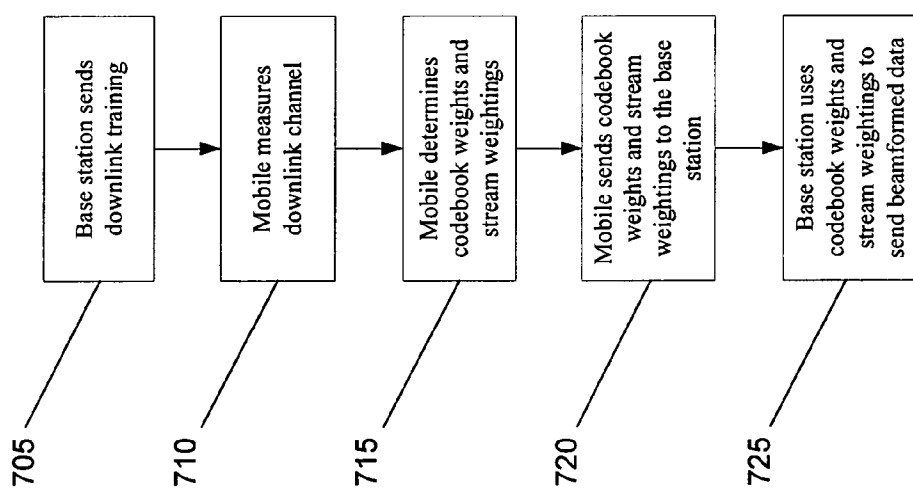 705
Base station sends
downlink training
710
Mobile measures
downlink channel
715
Mobile determines
codebook weights and
stream weightings
720
Mobile sends codebook
weights and stream
weightings to the base
station
725
Base station uses
codebook weights and
stream weightings to
send beamformed data